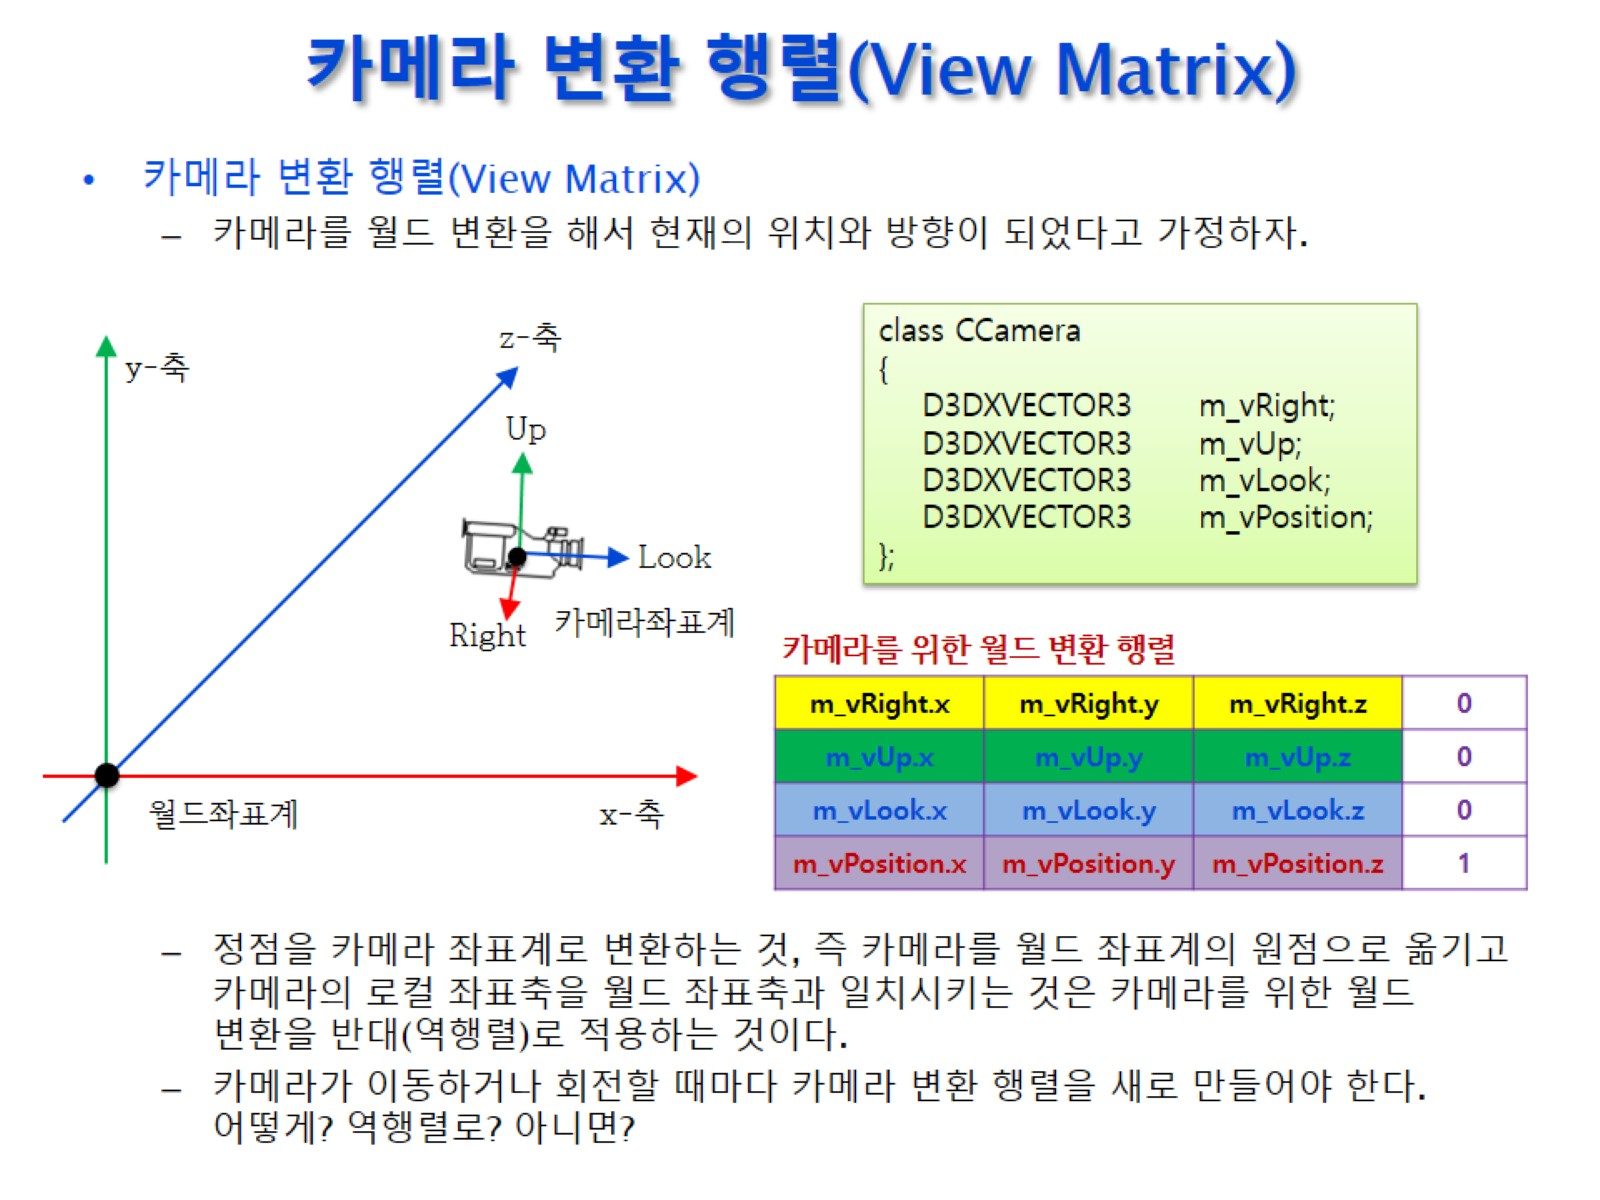 카메라 변환 행렬(View Matrix)
• 카메라 변환 행렬(View Matrix)
– 카메라를 월드 변환을 해서 현재의 위치와 방향이 되었다고 가정하자.
y-축
z-축
Up
Look
Right
카메라좌표계
월드좌표계
x-축
class CCamera
{
D3DXVECTOR3 m_vRight;
D3DXVECTOR3 m_vUp;
D3DXVECTOR3 m_vLook;
D3DXVECTOR3 m_vPosition;
};
카메라를 위한 월드 변환 행렬
m_vRight.x m_vRight.y m_vRight.z 0
m_vUp.x m_vUp.y m_vUp.z 0
m_vLook.x m_vLook.y m_vLook.z 0
m_vPosition.x m_vPosition.y m_vPosition.z 1
– 정점을 카메라 좌표계로 변환하는 것, 즉 카메라를 월드 좌표계의 원점으로 옮기고
카메라의 로컬 좌표축을 월드 좌표축과 일치시키는 것은 카메라를 위한 월드
변환을 반대(역행렬)로 적용하는 것이다.
– 카메라가 이동하거나 회전할 때마다 카메라 변환 행렬을 새로 만들어야 한다.
어떻게? 역행렬로? 아니면?